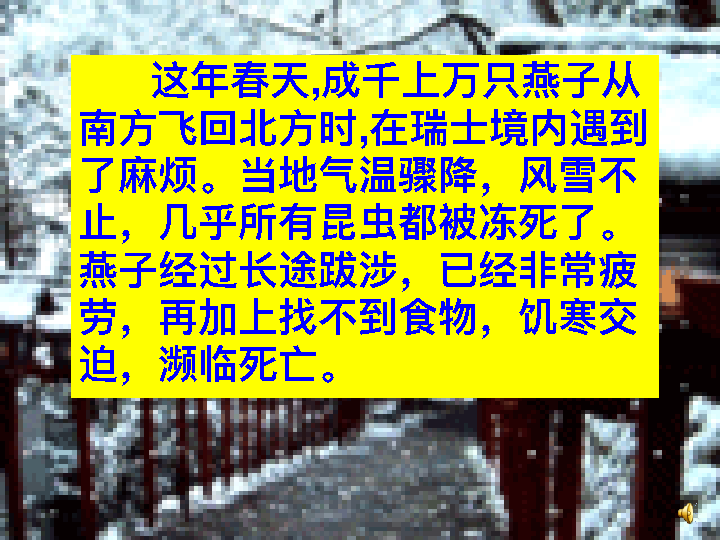 这年春天,成千上万只燕子从
南方飞回北方时,在瑞士境内遇到
了麻烦。当地气温骤降，风雪不
止，几乎所有昆虫都被冻死了。
燕子经过长途跋涉，已经非常疲
劳，再加上找不到食物，饥寒交
迫，濒临死亡。